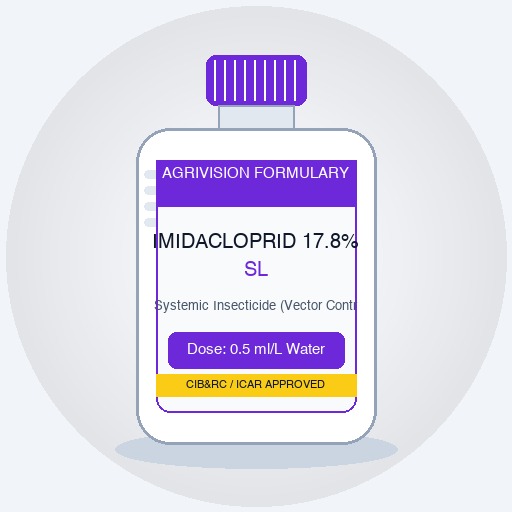 AGRIVISION FORMULARY
IMIDACLOPRID 17.8%
SL
Systemic Insecticide (Vector Contr
Dose: 0.5 ml/L Water
CIB&RC / ICAR APPROVED